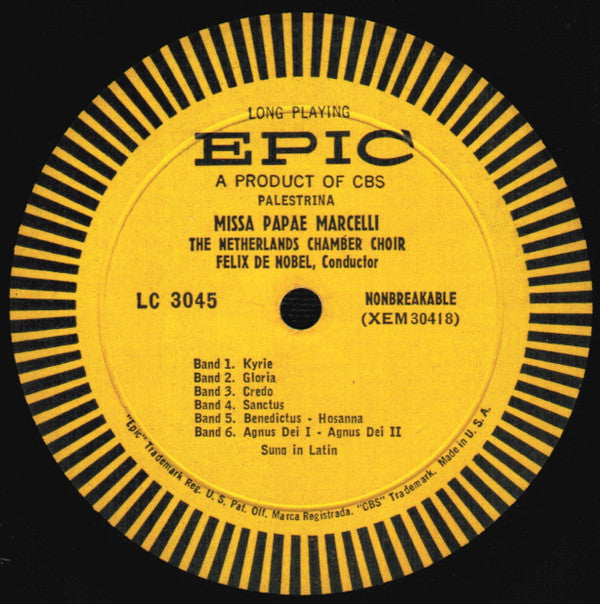 LONG PLAYING
EPIC
A PRODUCT OF CBS
PALESTRINA
MISSA PAPAE MARCELLI
THE NETHERLANDS CHAMBER CHOIR
FELIX DE NOBEL, Conductor
LC 3045
NONBREAKABLE
(XEM30418)
Band 1. Kyrie
Band 2. Gloria
Band 3. Credo
Band 4. Sanctus
Band 5. Benedictus - Hosanna
Band 6. Agnus Dei I - Agnus Dei II
Sung in Latin
"Epic" Trademark Reg. U. S. Pat. Off. Marca Registrada. "CBS" Trademark. Made in U. S. A.